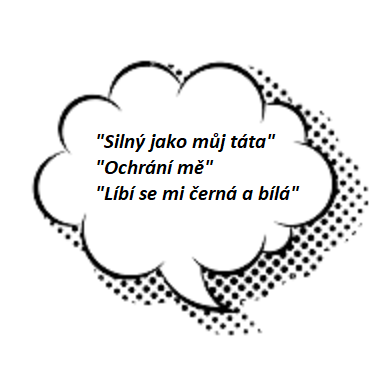 "Silný jako můj táta"
"Ochrání mě"
"Líbí se mi černá a bílá"